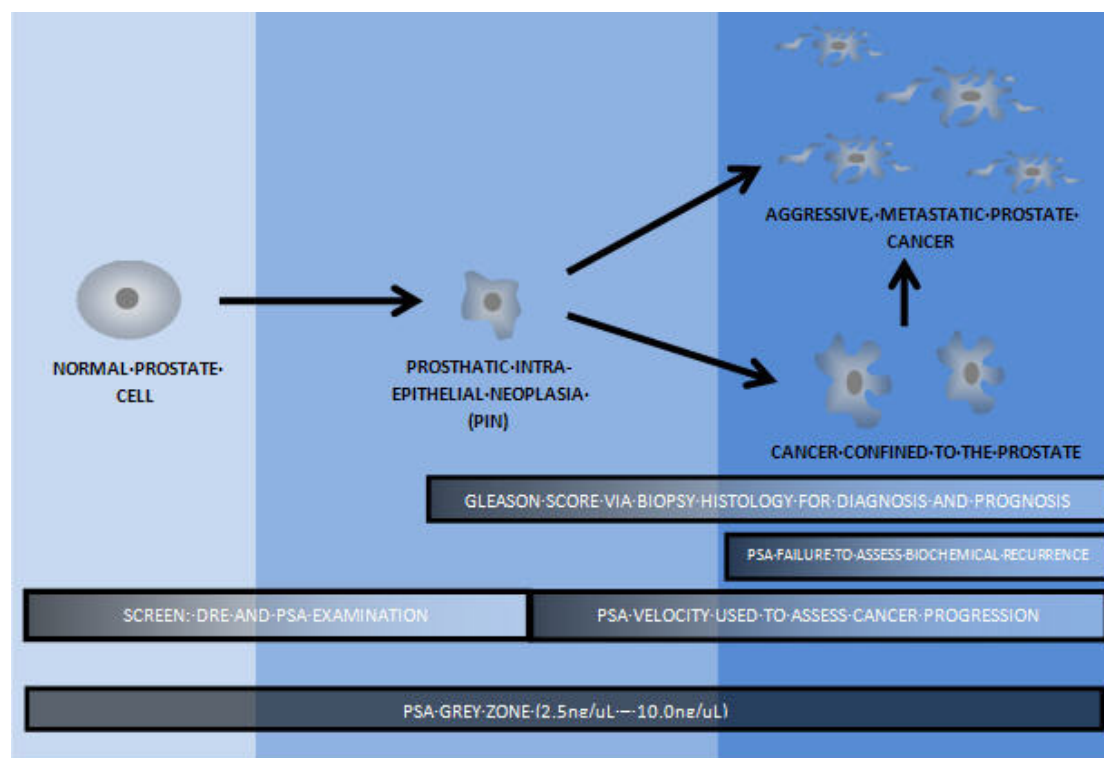 AGGRESSIVE,·METASTATIC·PROSTATE·
CANCER
NORMAL·PROSTATE·
CELL
PROSTHATIC·INTRA-
EPITHELIAL·NEOPLASIA·
(PIN)
CANCER·CONFINED·TO·THE·PROSTATE
GLEASON·SCORE·VIA·BIOPSY·HISTOLOGY·FOR·DIAGNOSIS·AND·PROGNOSIS
PSA·FAILURE·TO·ASSESS·BIOCHEMICAL·RECURRENCE
SCREEN:·DRE·AND·PSA·EXAMINATION
PSA·VELOCITY·USED·TO·ASSESS·CANCER·PROGRESSION
PSA·GREY·ZONE·(2.5ng/uL·–·10.0ng/uL)